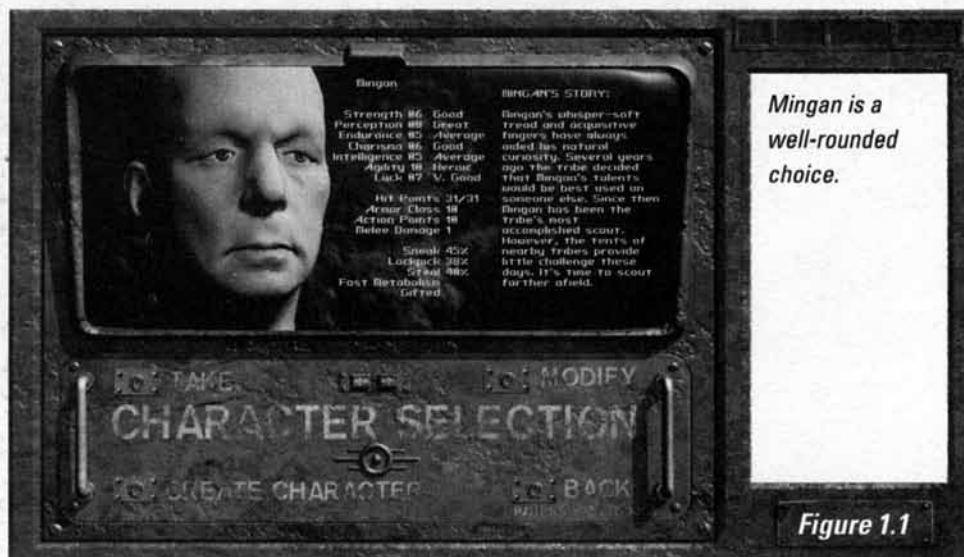 Mingan
Strength 06 Good
Perception 08 Great
Endurance 05 Average
Charisma 06 Good
Intelligence 05 Average
Agility 10 Heroic
Luck 07 V. Good
Hit Points 31/31
Armor Class 10
Action Points 10
Melee Damage 1
Sneak 45%
Lockpick 38%
Steal 40%
Fast Metabolism
Gifted
MINGAN'S STORY:
Mingan's whisper-soft
tread and acquisitive
fingers have always
aided his natural
curiosity. Several years
ago the tribe decided
that Mingan's talents
would be best used on
someone else. Since then
Mingan has been the
tribe's most
accomplished scout.
However, the tents of
nearby tribes provide
little challenge these
days. It's time to scout
farther afield.
TAKE
MODIFY
CHARACTER SELECTION
CREATE CHARACTER
BACK
Mingan is a
well-rounded
choice.
Figure 1.1